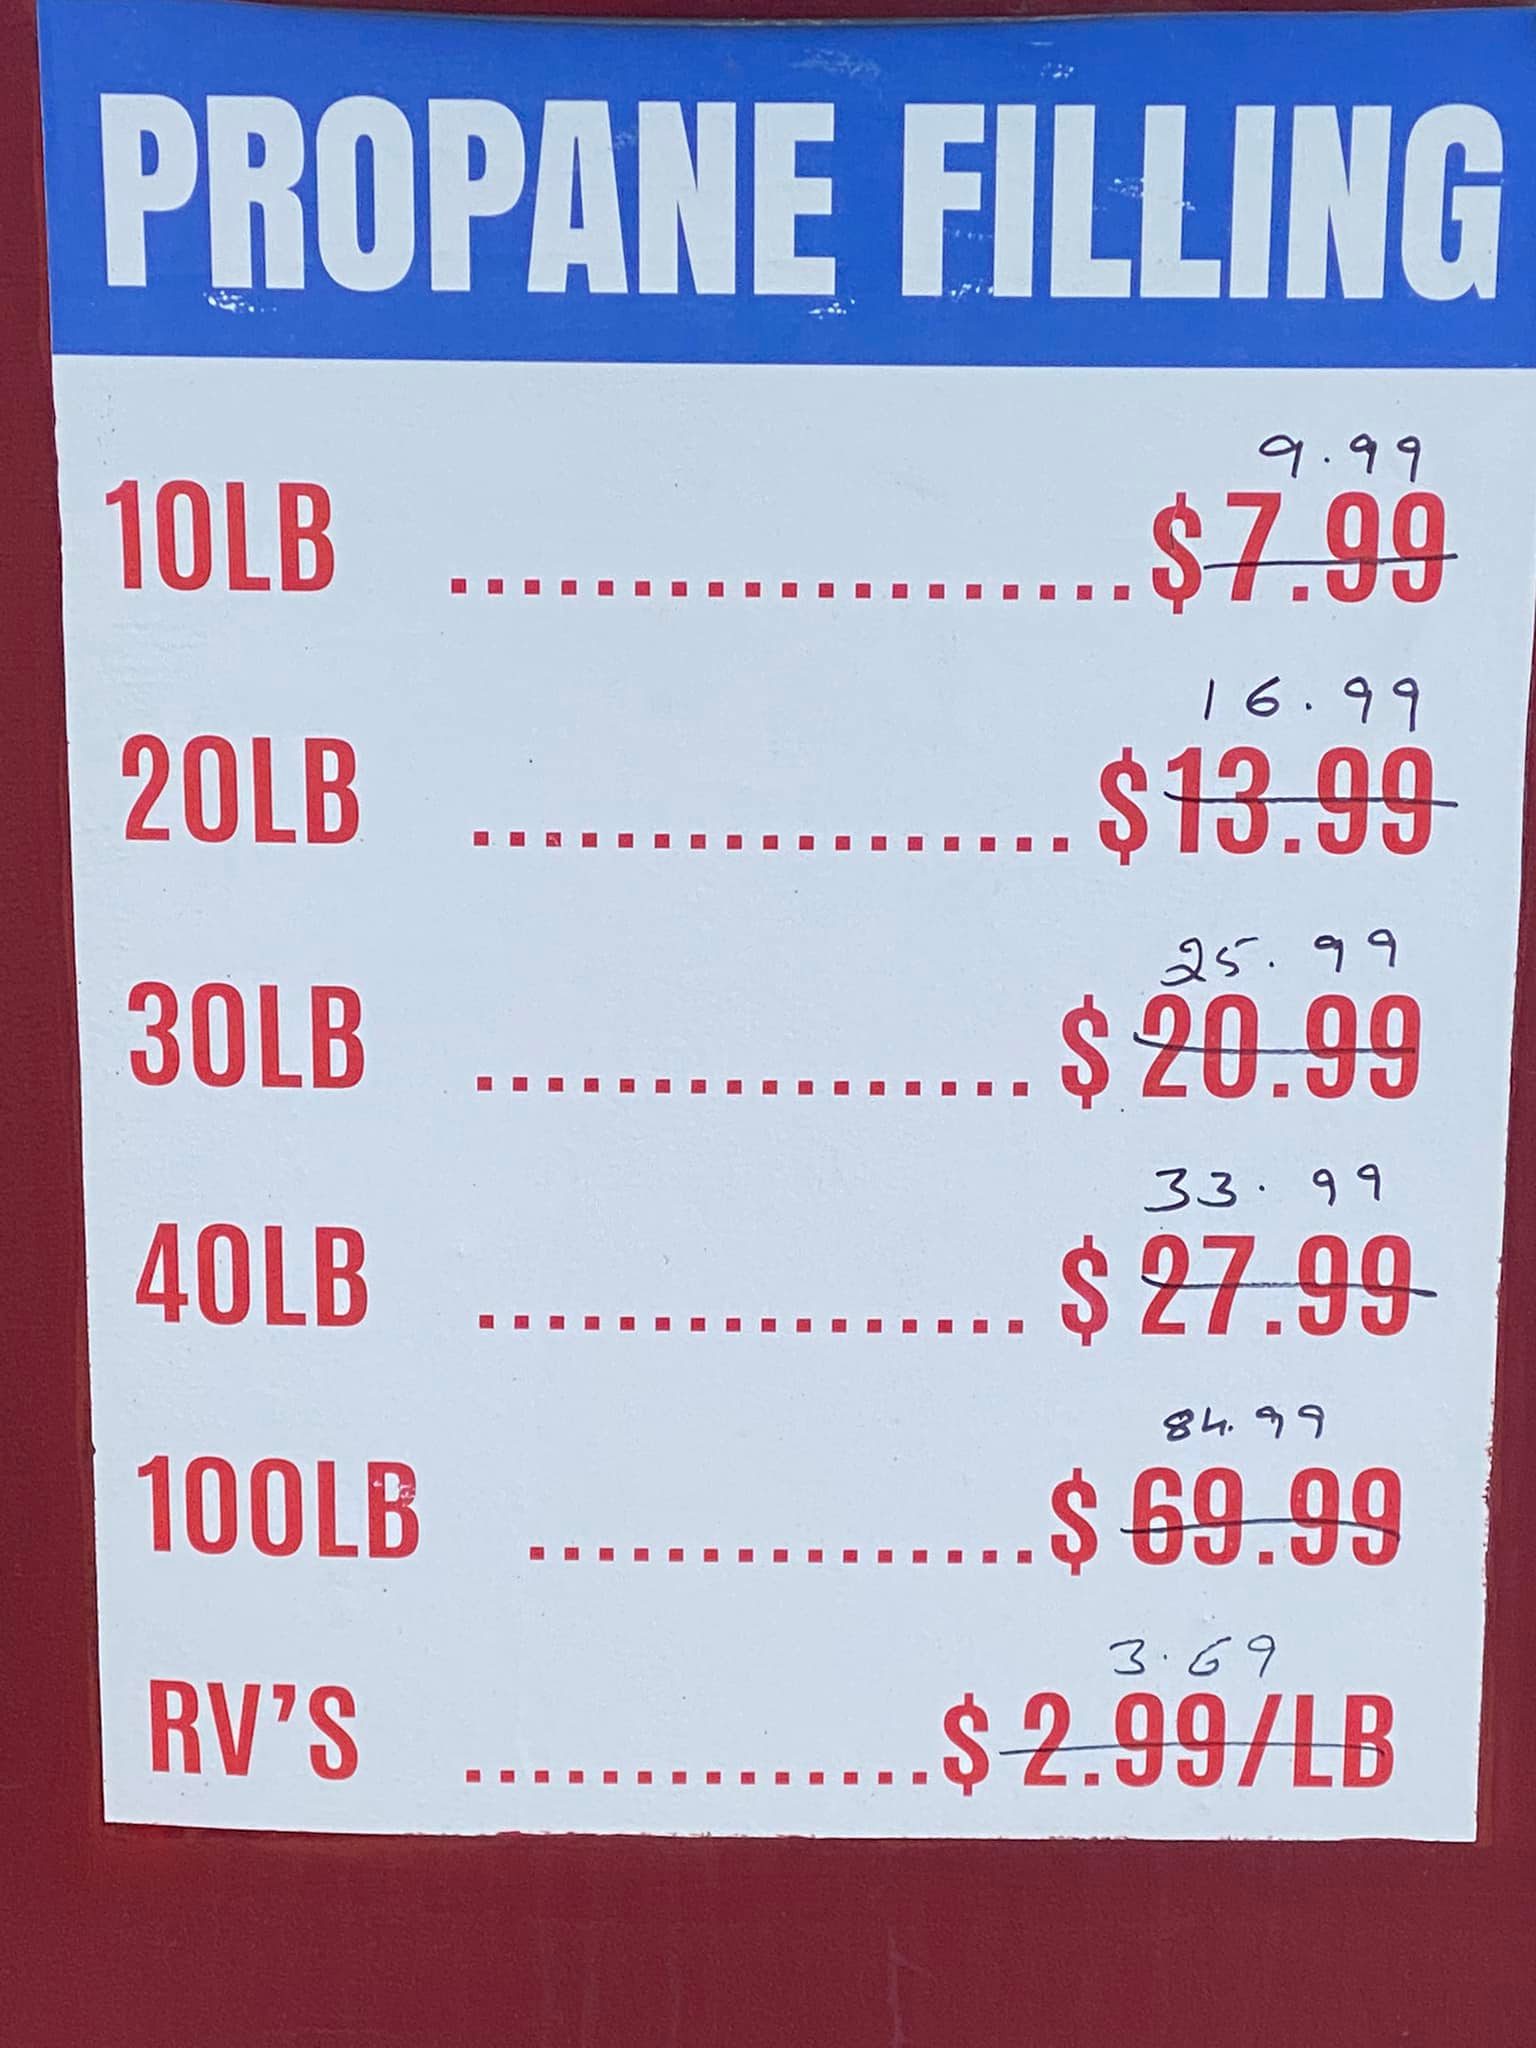 PROPANE FILLING
9.99
10LB ...................$7.99
16.99
20LB .................$13.99
25.99
30LB ................$20.99
33.99
40LB ................$27.99
84.99
100LB ...............$69.99
3.69
RV'S ..............$2.99/LB